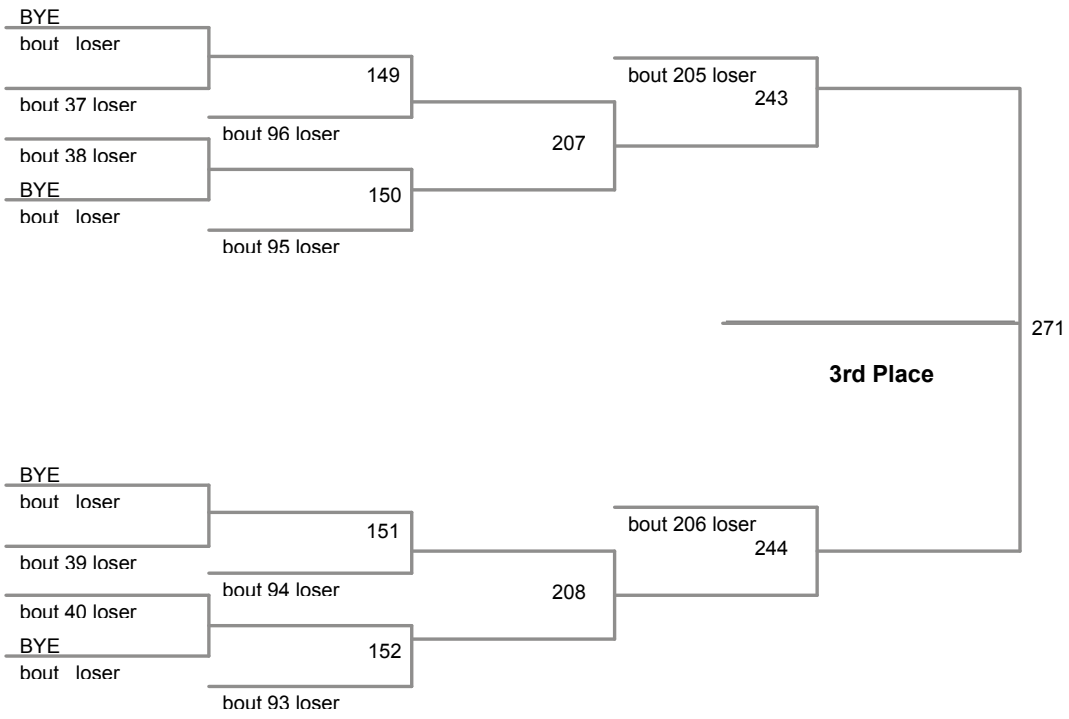 BYE
bout loser
bout 37 loser
bout 38 loser
BYE
bout loser
149
bout 96 loser
150
bout 95 loser
207
bout 205 loser
243
271
3rd Place
BYE
bout loser
bout 39 loser
bout 40 loser
BYE
bout loser
151
bout 94 loser
152
bout 93 loser
208
bout 206 loser
244